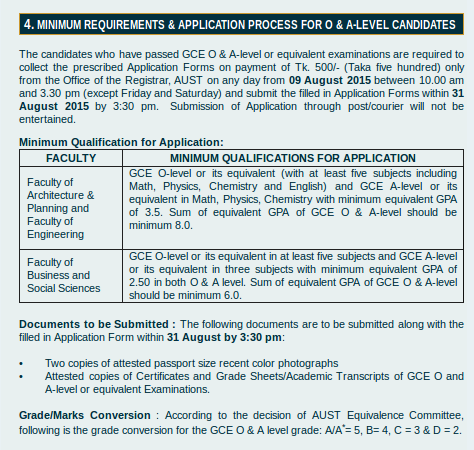 4. MINIMUM REQUIREMENTS & APPLICATION PROCESS FOR O & A-LEVEL CANDIDATES
The candidates who have passed GCE O & A-level or equivalent examinations are required to
collect the prescribed Application Forms on payment of Tk. 500/- (Taka five hundred) only
from the Office of the Registrar, AUST on any day from 09 August 2015 between 10.00 am
and 3.30 pm (except Friday and Saturday) and submit the filled in Application Forms within 31
August 2015 by 3:30 pm. Submission of Application through post/courier will not be
entertained.
Minimum Qualification for Application:
FACULTY MINIMUM QUALIFICATIONS FOR APPLICATION
Faculty of
Architecture &
Planning and
Faculty of
Engineering
GCE O-level or its equivalent (with at least five subjects including
Math, Physics, Chemistry and English) and GCE A-level or its
equivalent in Math, Physics, Chemistry with minimum equivalent GPA
of 3.5. Sum of equivalent GPA of GCE O & A-level should be
minimum 8.0.
Faculty of
Business and
Social Sciences
GCE O-level or its equivalent in at least five subjects and GCE A-level
or its equivalent in three subjects with minimum equivalent GPA of
2.50 in both O & A level. Sum of equivalent GPA of GCE O & A-level
should be minimum 6.0.
Documents to be Submitted : The following documents are to be submitted along with the
filled in Application Form within 31 August by 3:30 pm:
• Two copies of attested passport size recent color photographs
• Attested copies of Certificates and Grade Sheets/Academic Transcripts of GCE O and
A-level or equivalent Examinations.
Grade/Marks Conversion : According to the decision of AUST Equivalence Committee,
following is the grade conversion for the GCE O & A level grade: A/A*= 5, B= 4, C = 3 & D = 2.